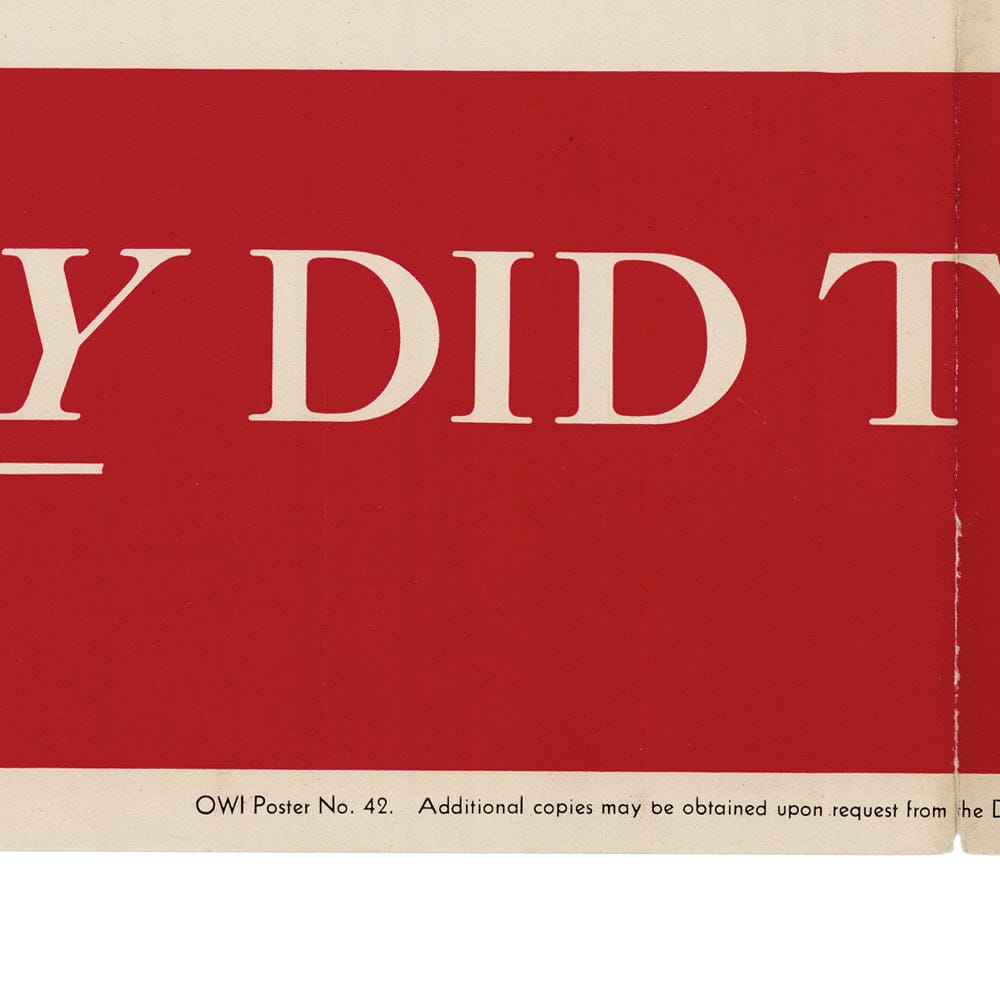 Y DID T
OWI Poster No. 42. Additional copies may be obtained upon request from the D